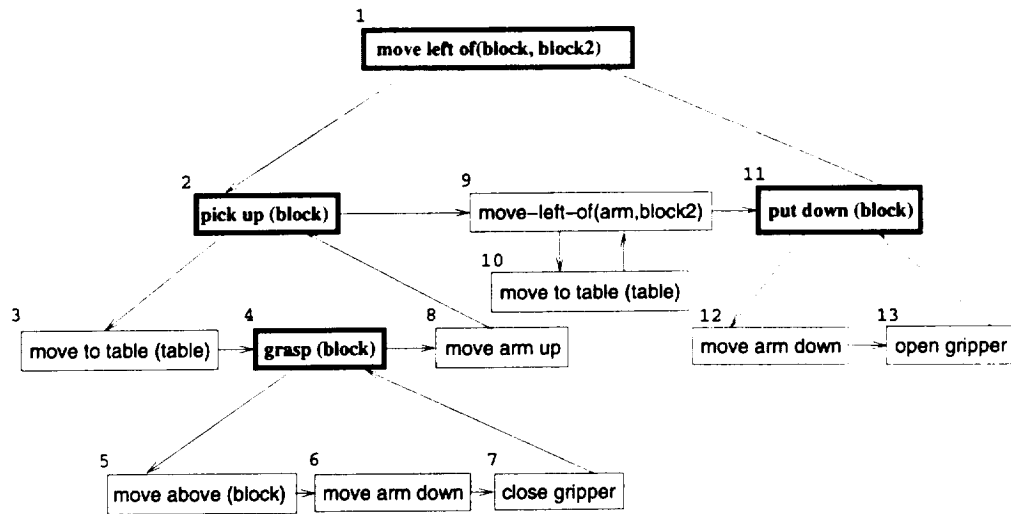 1
move left of(block, block2)
2
pick up (block)
9
move-left-of(arm,block2)
11
put down (block)
10
move to table (table)
3
move to table (table)
4
grasp (block)
8
move arm up
12
move arm down
13
open gripper
5
move above (block)
6
move arm down
7
close gripper